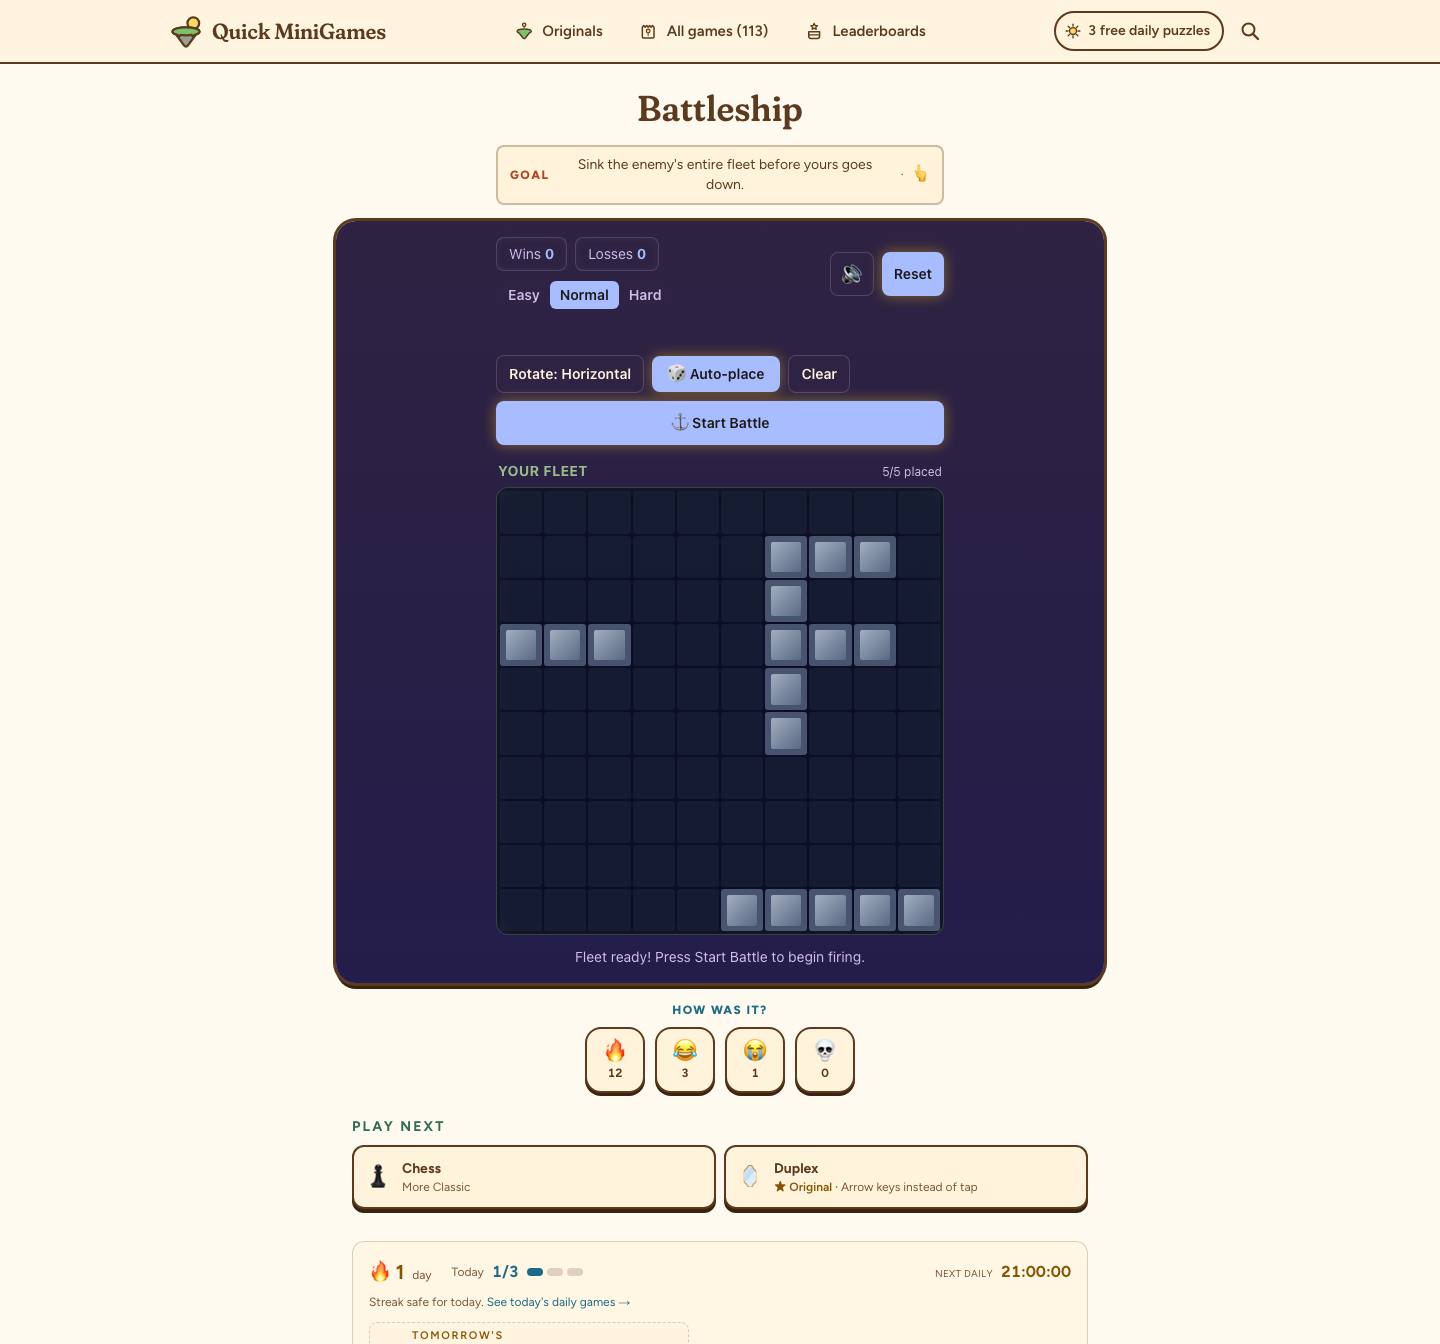 Quick MiniGames
Originals
All games (113)
Leaderboards
3 free daily puzzles
Battleship
GOAL
Sink the enemy's entire fleet before yours goes
down.
·
Wins 0
Losses 0
Easy
Normal
Hard
Reset
Rotate: Horizontal
Auto-place
Clear
Start Battle
YOUR FLEET
5/5 placed
Fleet ready! Press Start Battle to begin firing.
HOW WAS IT?
12
3
1
0
PLAY NEXT
Chess
More Classic
Duplex
Original · Arrow keys instead of tap
1 day
Today 1/3
NEXT DAILY 21:00:00
Streak safe for today. See today's daily games →
TOMORROW'S